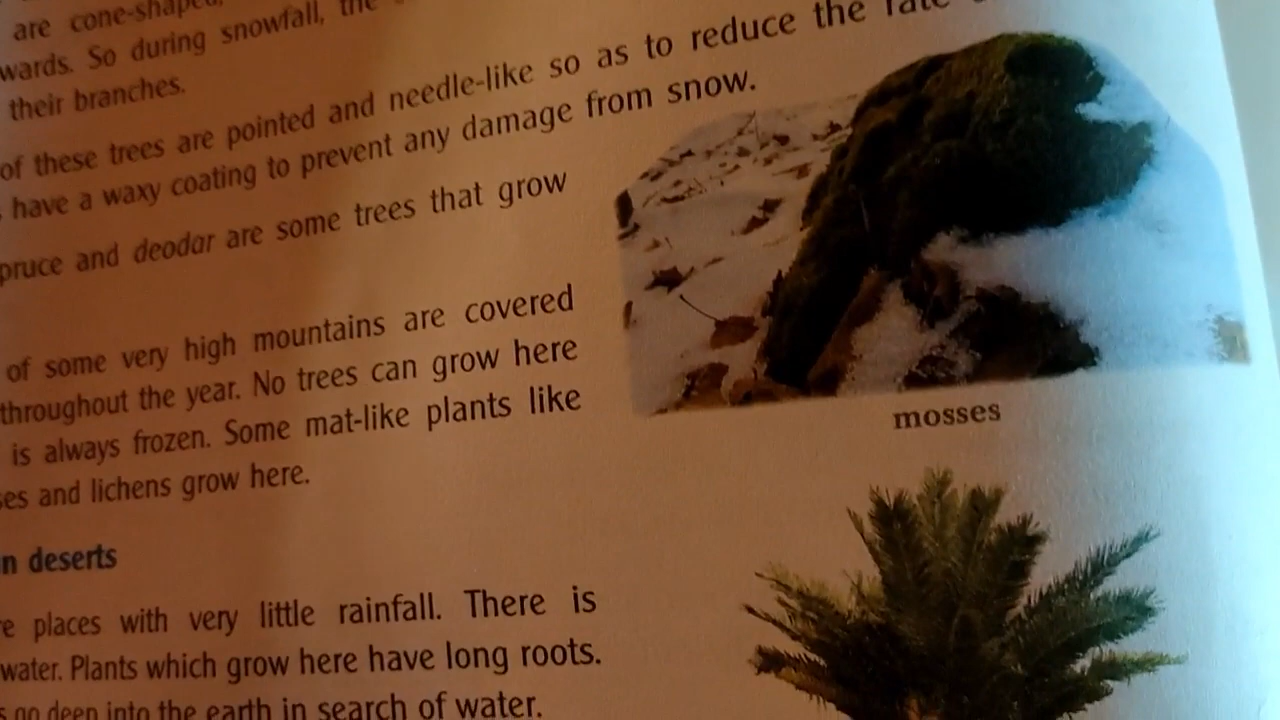 are cone-shaped,
wards. So during snowfall, the
their branches.
of these trees are pointed and needle-like so as to reduce the rate
have a waxy coating to prevent any damage from snow.
pruce and deodar are some trees that grow
of some very high mountains are covered
throughout the year. No trees can grow here
is always frozen. Some mat-like plants like
ses and lichens grow here.
mosses
n deserts
e places with very little rainfall. There is
water. Plants which grow here have long roots.
s go deep into the earth in search of water.